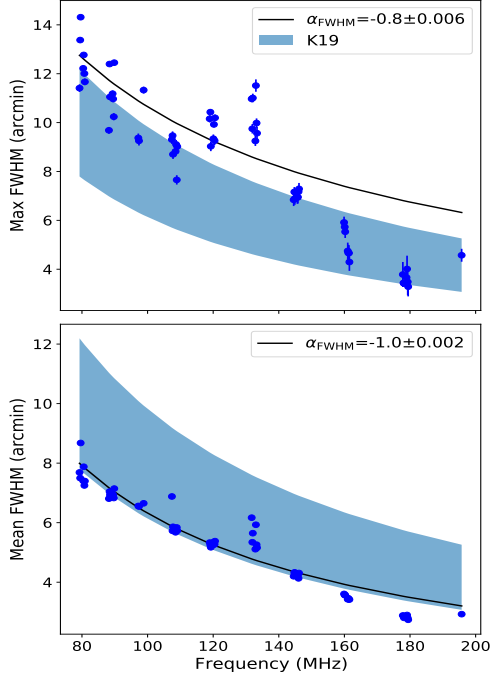 14
12
10
8
6
4
Max FWHM (arcmin)
α_FWHM=-0.8±0.006
K19
12
10
8
6
4
Mean FWHM (arcmin)
α_FWHM=-1.0±0.002
80 100 120 140 160 180 200
Frequency (MHz)